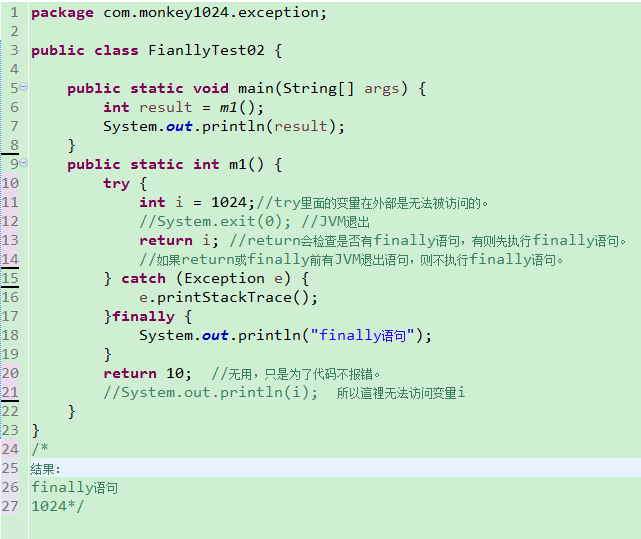 1 package com.monkey1024.exception;
2
3 public class FianllyTest02 {
4
5 public static void main(String[] args) {
6 int result = m1();
7 System.out.println(result);
8 }
9 public static int m1() {
10 try {
11 int i = 1024;//try里面的变量在外部是无法被访问的。
12 //System.exit(0); //JVM退出
13 return i; //return会检查是否有finally语句，有则先执行finally语句。
14 //如果return或finally前有JVM退出语句，则不执行finally语句。
15 } catch (Exception e) {
16 e.printStackTrace();
17 }finally {
18 System.out.println("finally语句");
19 }
20 return 10; //无用，只是为了代码不报错。
21 //System.out.println(i); 所以這裡无法访问变量i
22 }
23 }
24 /*
25 结果：
26 finally语句
27 1024*/